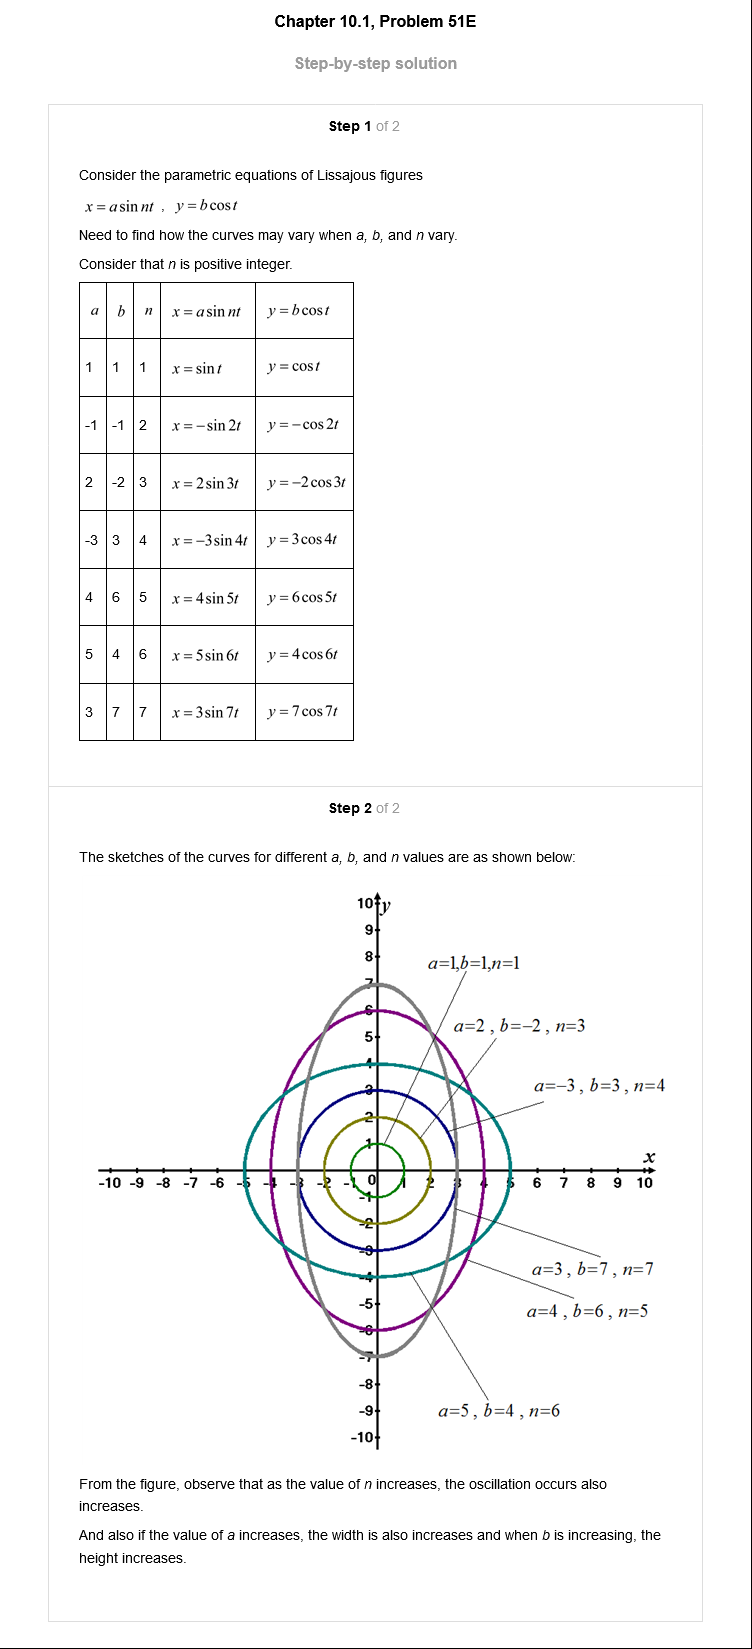 Chapter 10.1, Problem 51E
Step-by-step solution
Step 1 of 2
Consider the parametric equations of Lissajous figures
x = a sin nt , y = b cos t
Need to find how the curves may vary when a, b, and n vary.
Consider that n is positive integer.
a b n x = a sin nt y = b cos t
1 1 1 x = sin t y = cos t
-1 -1 2 x = − sin 2t y = − cos 2t
2 -2 3 x = 2 sin 3t y = −2 cos 3t
-3 3 4 x = −3 sin 4t y = 3 cos 4t
4 6 5 x = 4 sin 5t y = 6 cos 5t
5 4 6 x = 5 sin 6t y = 4 cos 6t
3 7 7 x = 3 sin 7t y = 7 cos 7t
Step 2 of 2
The sketches of the curves for different a, b, and n values are as shown below:
10 y
9
8
a=1,b=1,n=1
7
6
a=2 , b=−2 , n=3
5
4
a=−3 , b=3 , n=4
3
2
1
x
-10 -9 -8 -7 -6 -5 -4 -3 -2 -1 0 1 2 3 4 5 6 7 8 9 10
-1
-2
-3
a=3 , b=7 , n=7
-4
-5
a=4 , b=6 , n=5
-6
-7
-8
-9
a=5 , b=4 , n=6
-10
From the figure, observe that as the value of n increases, the oscillation occurs also
increases.
And also if the value of a increases, the width is also increases and when b is increasing, the
height increases.